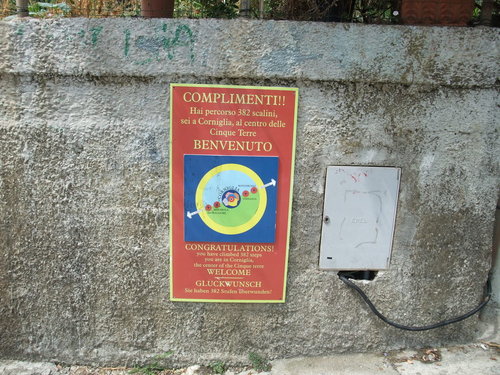 COMPLIMENTI!!
Hai percorso 382 scalini,
sei a Corniglia, al centro delle
Cinque Terre
BENVENUTO
CONGRATULATIONS!
you have climbed 382 steps
you are in Corniglia,
the center of the Cinque terre
WELCOME
GLUCKWUNSCH
Sie haben 382 Stufen Überwunden!